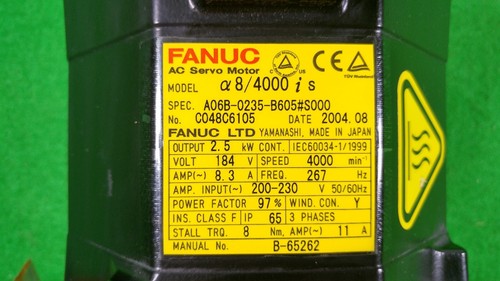 FANUC
AC Servo Motor
MODEL α8/4000 i s
SPEC. A06B-0235-B605#S000
No. C048C6105 DATE 2004.08
FANUC LTD YAMANASHI, MADE IN JAPAN
OUTPUT 2.5 kW CONT. IEC60034-1/1999
VOLT 184 V SPEED 4000 min⁻¹
AMP(~) 8.3 A FREQ. 267 Hz
AMP. INPUT(~) 200-230 V 50/60Hz
POWER FACTOR 97% WIND. CON. Y
INS. CLASS F IP 65 3 PHASES
STALL TRQ. 8 Nm, AMP(~) 11 A
MANUAL No. B-65262